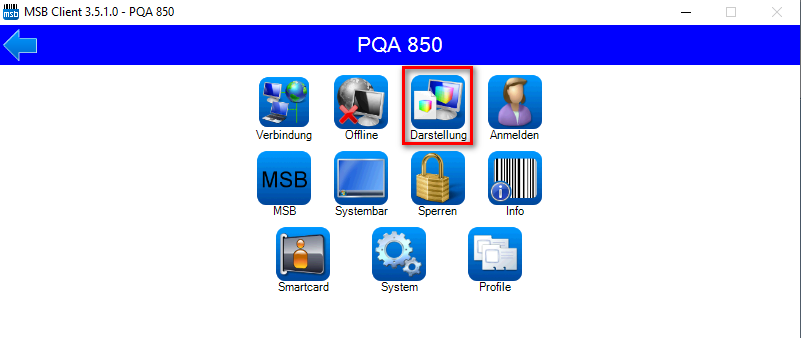 msb MSB Client 3.5.1.0 - PQA 850
PQA 850
Verbindung Offline Darstellung Anmelden
MSB
MSB Systembar Sperren Info
Smartcard System Profile